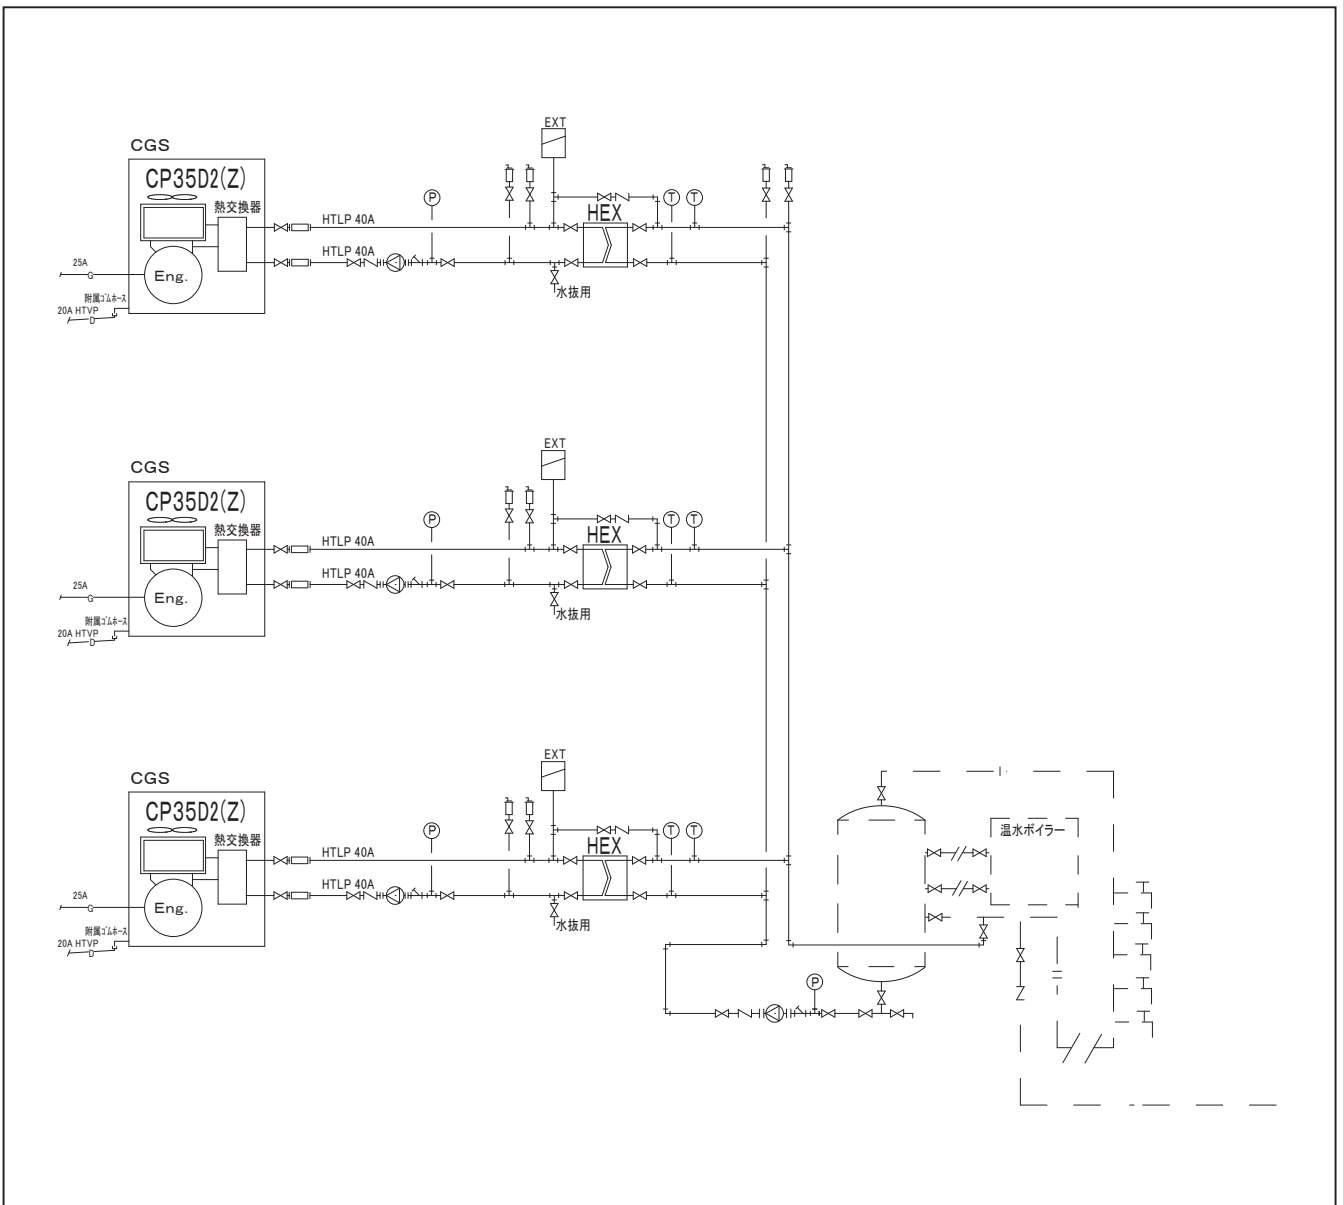 EXT
CGS
CP35D2(Z)
熱交換器
HTLP 40A
P
T
T
HEX
HTLP 40A
25A
G
Eng.
水抜用
附属ゴムホース
20A HTVP
D
EXT
CGS
CP35D2(Z)
熱交換器
HTLP 40A
P
T
T
HEX
HTLP 40A
25A
G
Eng.
水抜用
附属ゴムホース
20A HTVP
D
EXT
CGS
CP35D2(Z)
熱交換器
HTLP 40A
P
T
T
HEX
HTLP 40A
25A
G
Eng.
水抜用
附属ゴムホース
20A HTVP
D
温水ボイラー
P